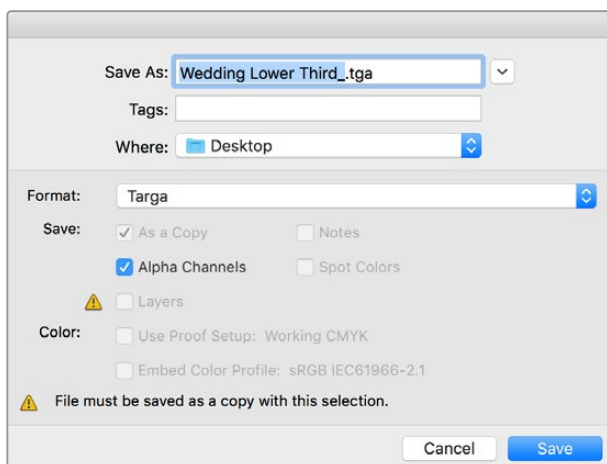 Save As: Wedding Lower Third_.tga
Tags:
Where: Desktop
Format: Targa
Save: As a Copy Notes
Alpha Channels Spot Colors
Layers
Color: Use Proof Setup: Working CMYK
Embed Color Profile: sRGB IEC61966-2.1
File must be saved as a copy with this selection.
Cancel Save